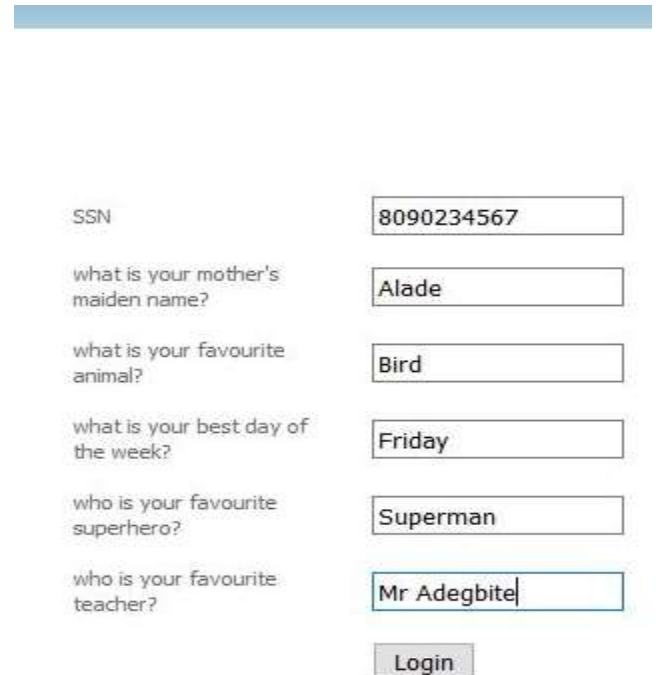 SSN
8090234567
what is your mother's
maiden name?
Alade
what is your favourite
animal?
Bird
what is your best day of
the week?
Friday
who is your favourite
superhero?
Superman
who is your favourite
teacher?
Mr Adegbite
Login